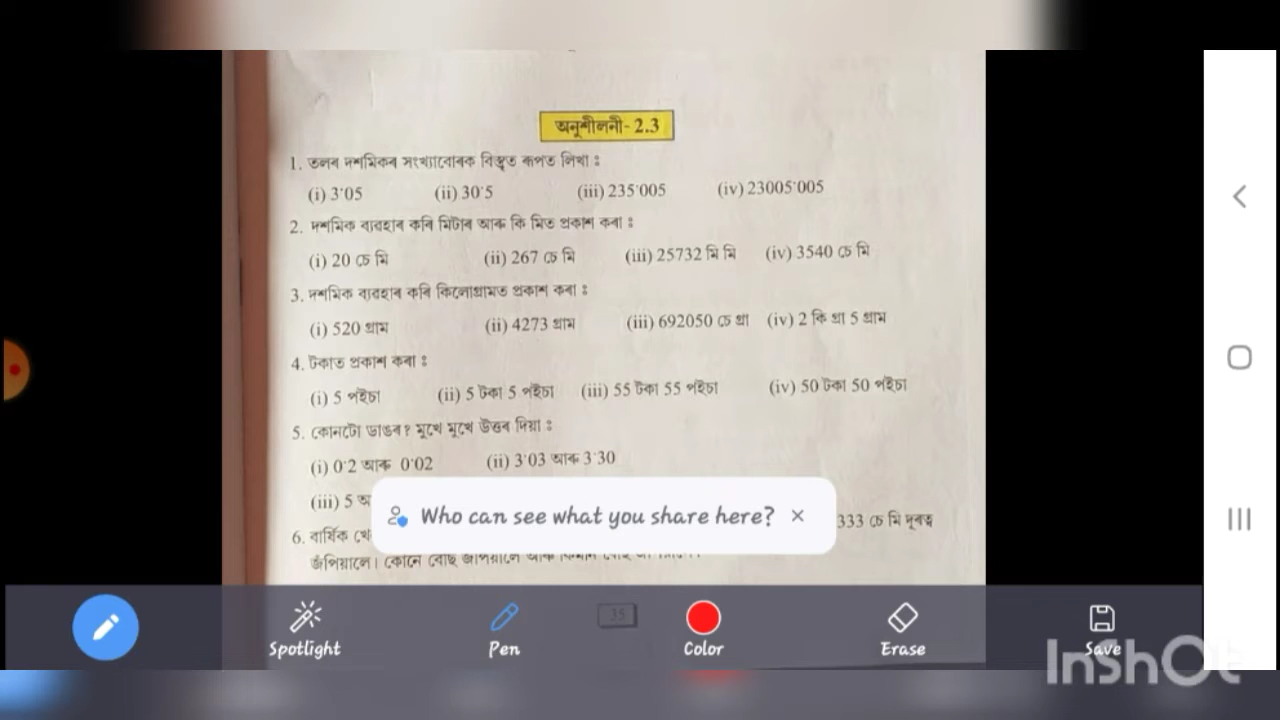 অনুশীলনী- 2.3
1. তলৰ দশমিকৰ সংখ্যাবোৰক বিস্তৃত ৰূপত লিখা ঃ
(i) 3·05 (ii) 30·5 (iii) 235·005 (iv) 23005·005
2. দশমিক ব্যৱহাৰ কৰি মিটাৰ আৰু কি মিত প্ৰকাশ কৰা ঃ
(i) 20 চে মি (ii) 267 চে মি (iii) 25732 মি মি (iv) 3540 চে মি
3. দশমিক ব্যৱহাৰ কৰি কিলোগ্ৰামত প্ৰকাশ কৰা ঃ
(i) 520 গ্ৰাম (ii) 4273 গ্ৰাম (iii) 692050 চে গ্ৰা (iv) 2 কি গ্ৰা 5 গ্ৰাম
4. টকাত প্ৰকাশ কৰা ঃ
(i) 5 পইচা (ii) 5 টকা 5 পইচা (iii) 55 টকা 55 পইচা (iv) 50 টকা 50 পইচা
5. কোনটো ডাঙৰ? মুখে মুখে উত্তৰ দিয়া ঃ
(i) 0·2 আৰু 0·02 (ii) 3·03 আৰু 3·30
(iii) 5
Who can see what you share here?
6. বাৰ্ষিক 333 চে মি দূৰত্ব
জঁপিয়ালে। কোনে বেছি জঁপিয়ালে আৰু কিমান বেছি
35
Spotlight Pen Color Erase Save
InShOt